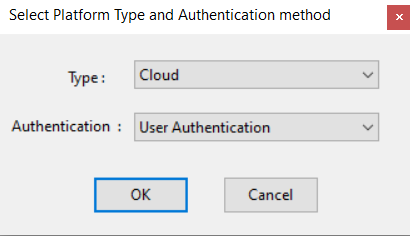 Select Platform Type and Authentication method
Type : Cloud
Authentication : User Authentication
OK Cancel